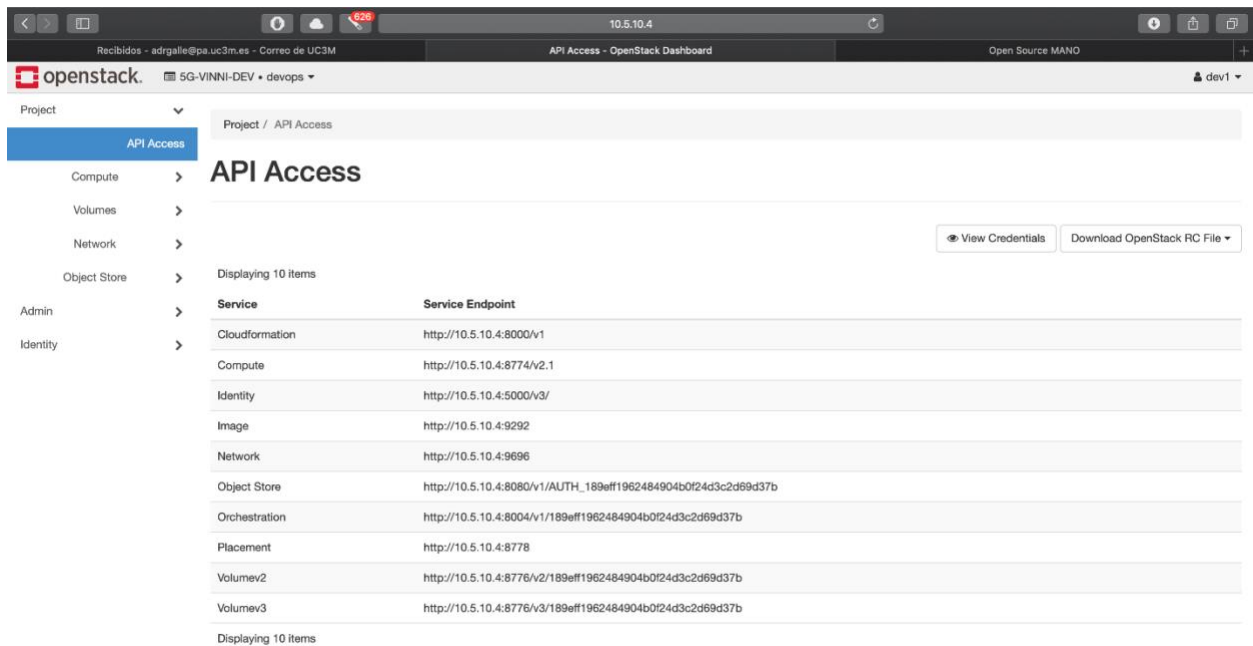 626
10.5.10.4
Recibidos - adrgalle@pa.uc3m.es - Correo de UC3M
API Access - OpenStack Dashboard
Open Source MANO
openstack. 5G-VINNI-DEV • devops
dev1
Project
API Access
Compute
Volumes
Network
Object Store
Admin
Identity
Project / API Access
API Access
View Credentials
Download OpenStack RC File
Displaying 10 items
Service Service Endpoint
Cloudformation http://10.5.10.4:8000/v1
Compute http://10.5.10.4:8774/v2.1
Identity http://10.5.10.4:5000/v3/
Image http://10.5.10.4:9292
Network http://10.5.10.4:9696
Object Store http://10.5.10.4:8080/v1/AUTH_189eff1962484904b0f24d3c2d69d37b
Orchestration http://10.5.10.4:8004/v1/189eff1962484904b0f24d3c2d69d37b
Placement http://10.5.10.4:8778
Volumev2 http://10.5.10.4:8776/v2/189eff1962484904b0f24d3c2d69d37b
Volumev3 http://10.5.10.4:8776/v3/189eff1962484904b0f24d3c2d69d37b
Displaying 10 items